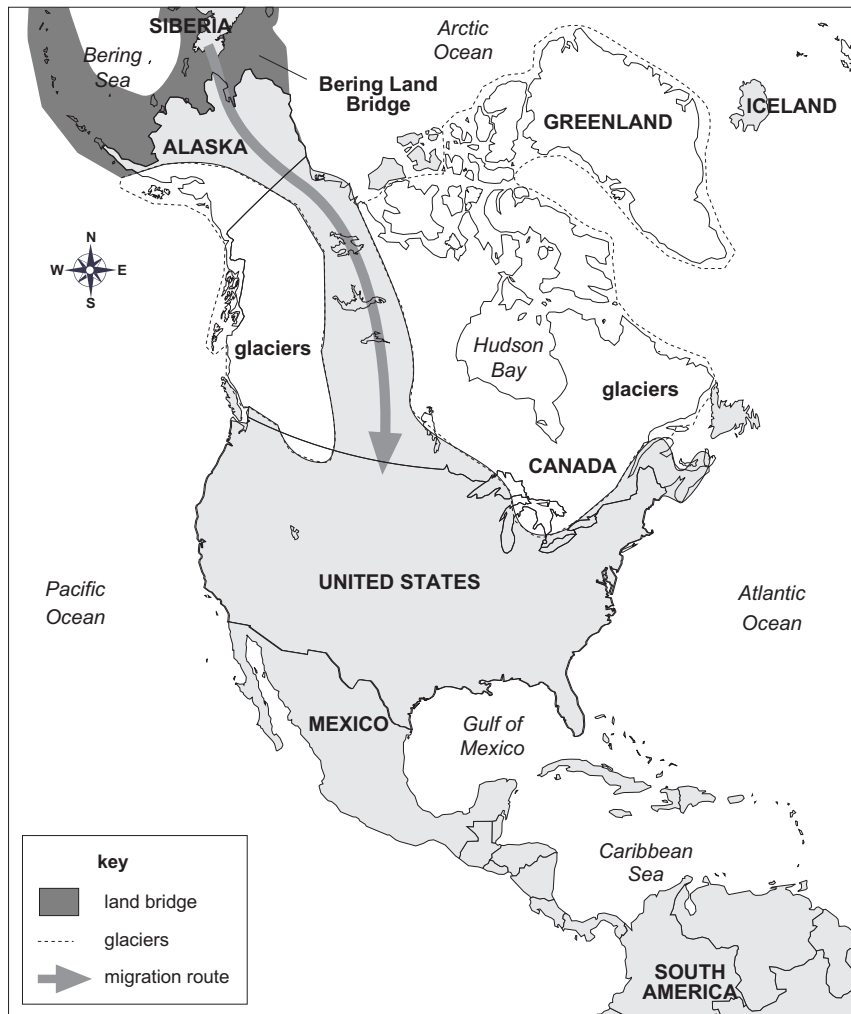 SIBERIA
Bering
Sea
Arctic
Ocean
Bering Land
Bridge
ALASKA
GREENLAND
ICELAND
N
W
E
S
glaciers
Hudson
Bay
glaciers
CANADA
UNITED STATES
Pacific
Ocean
Atlantic
Ocean
MEXICO
Gulf of
Mexico
Caribbean
Sea
SOUTH
AMERICA
key
land bridge
glaciers
migration route